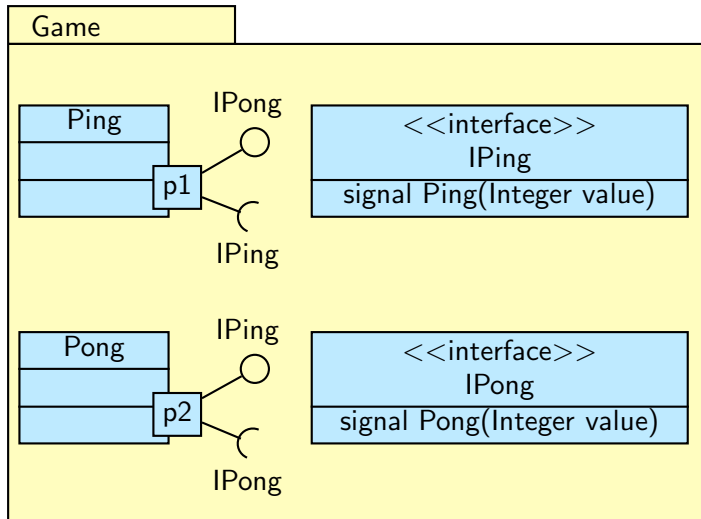 Game
Ping
p1
IPong
IPing
<<interface>>
IPing
signal Ping(Integer value)
Pong
p2
IPing
IPong
<<interface>>
IPong
signal Pong(Integer value)